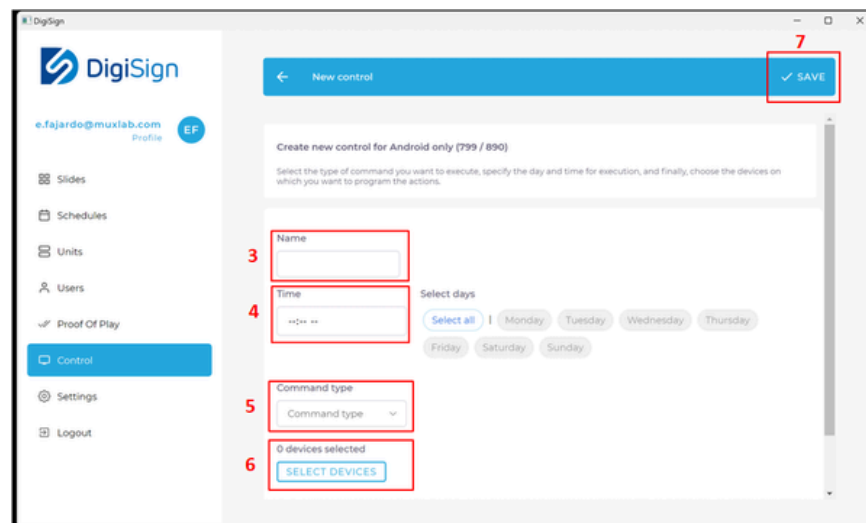 DigiSign
7
DigiSign
← New control
✓ SAVE
e.fajardo@muxlab.com
Profile
EF
Create new control for Android only (799 / 890)
Select the type of command you want to execute, specify the day and time for execution, and finally, choose the devices on
which you want to program the actions.
Slides
Schedules
Units
Users
Proof Of Play
Control
Settings
Logout
3
Name
4
Time
--:-- --
Select days
Select all | Monday Tuesday Wednesday Thursday
Friday Saturday Sunday
5
Command type
Command type
6
0 devices selected
SELECT DEVICES